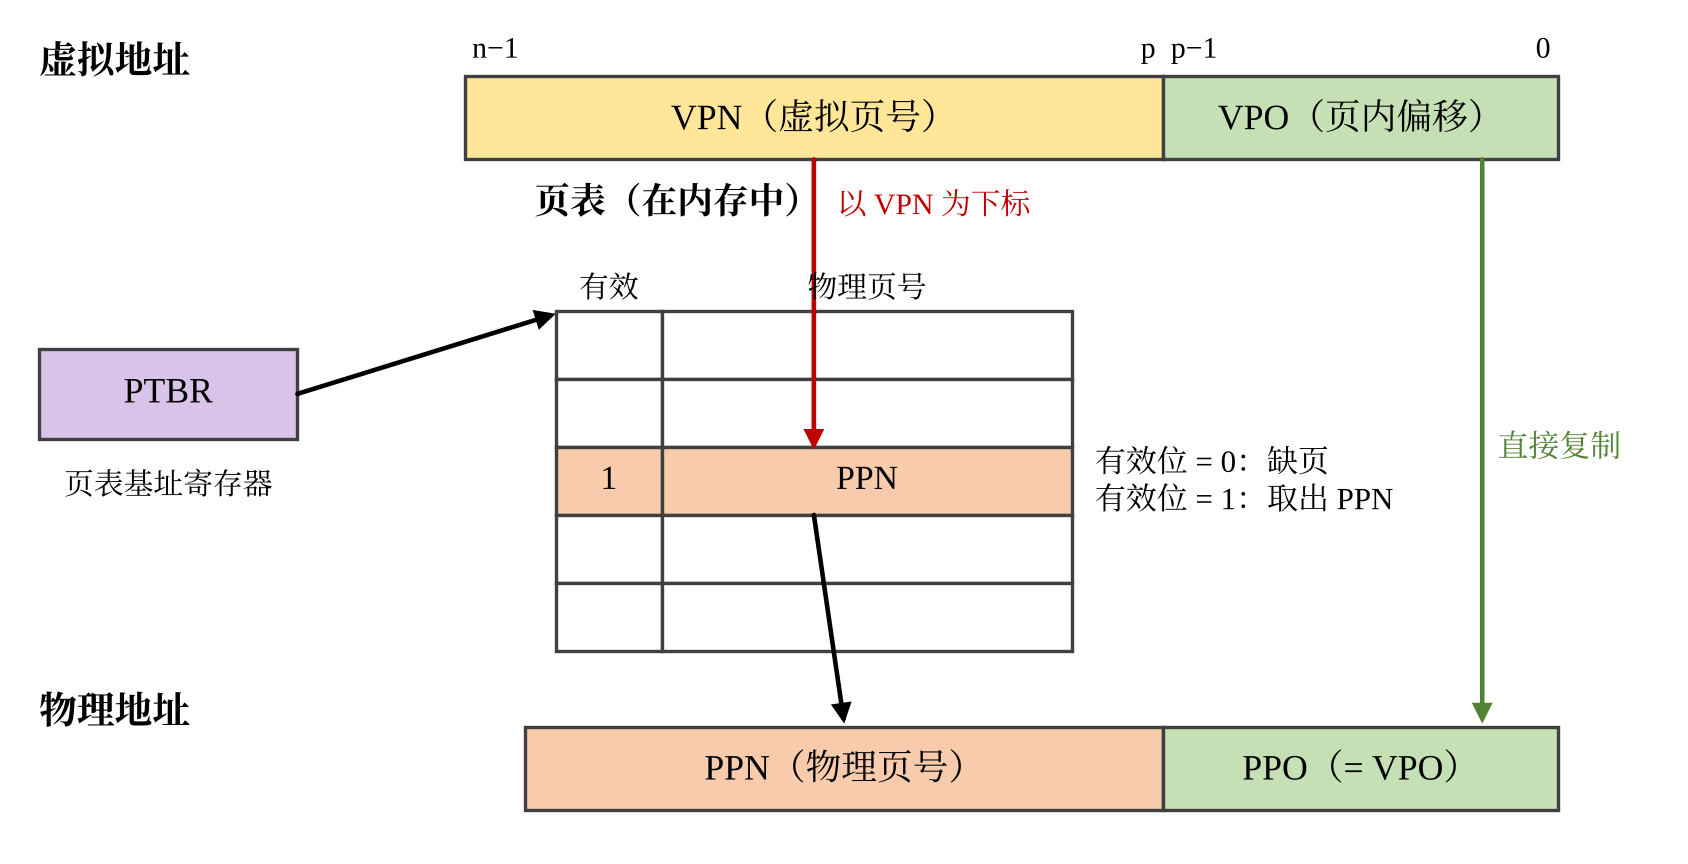 虚拟地址
n−1
p
p−1
0
VPN（虚拟页号）
VPO（页内偏移）
页表（在内存中）
以 VPN 为下标
有效
物理页号
PTBR
页表基址寄存器
1
PPN
有效位 = 0：缺页
有效位 = 1：取出 PPN
直接复制
物理地址
PPN（物理页号）
PPO（= VPO）